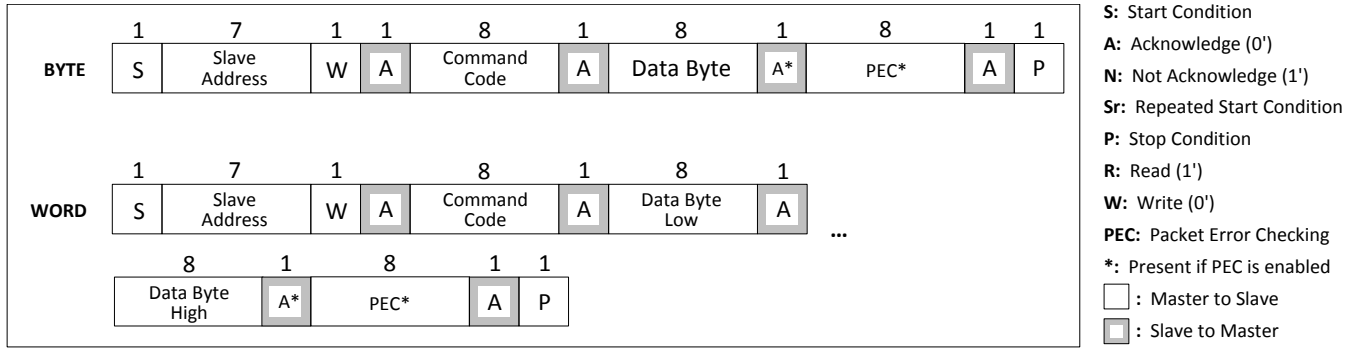 1 7 1 1 8 1 8 1 8 1 1
BYTE S Slave Address W A Command Code A Data Byte A* PEC* A P
1 7 1 8 1 8 1
WORD S Slave Address W A Command Code A Data Byte Low A ...
8 1 8 1 1
Data Byte High A* PEC* A P
S: Start Condition
A: Acknowledge (0')
N: Not Acknowledge (1')
Sr: Repeated Start Condition
P: Stop Condition
R: Read (1')
W: Write (0')
PEC: Packet Error Checking
*: Present if PEC is enabled
: Master to Slave
: Slave to Master